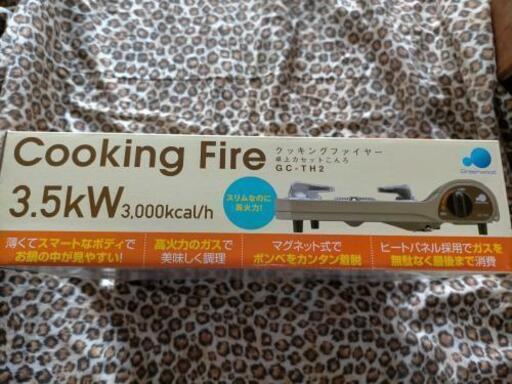 Cooking Fire
クッキングファイヤー
卓上カセットこんろ
GC-TH2
Greenwood
3.5kW 3,000kcal/h
スリムなのに
高火力!
薄くてスマートなボディで
お鍋の中が見やすい!
高火力のガスで
美味しく調理
マグネット式で
ボンベをカンタン着脱
ヒートパネル採用でガスを
無駄なく最後まで消費